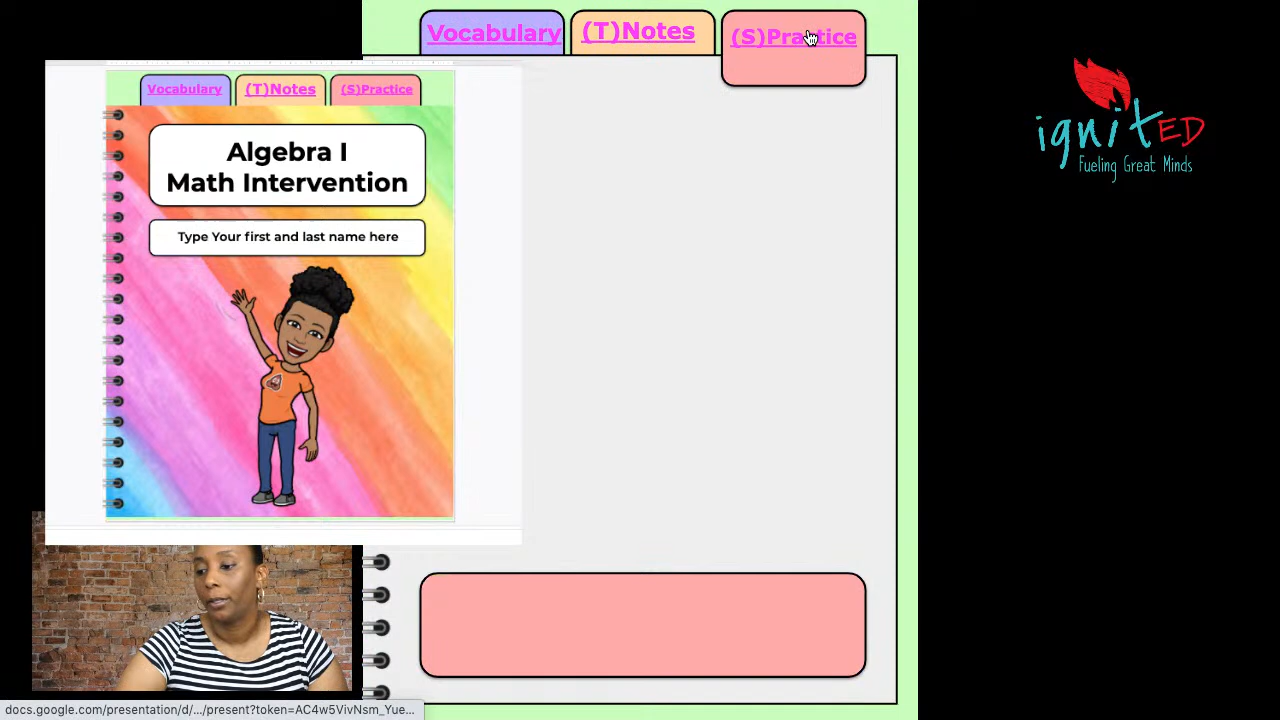 Vocabulary
(T)Notes
(S)Practice
Vocabulary
(T)Notes
(S)Practice
Algebra I
Math Intervention
Type Your first and last name here
ignitED
Fueling Great Minds
docs.google.com/presentation/d/.../present?token=AC4w5VivNsm_Yue...